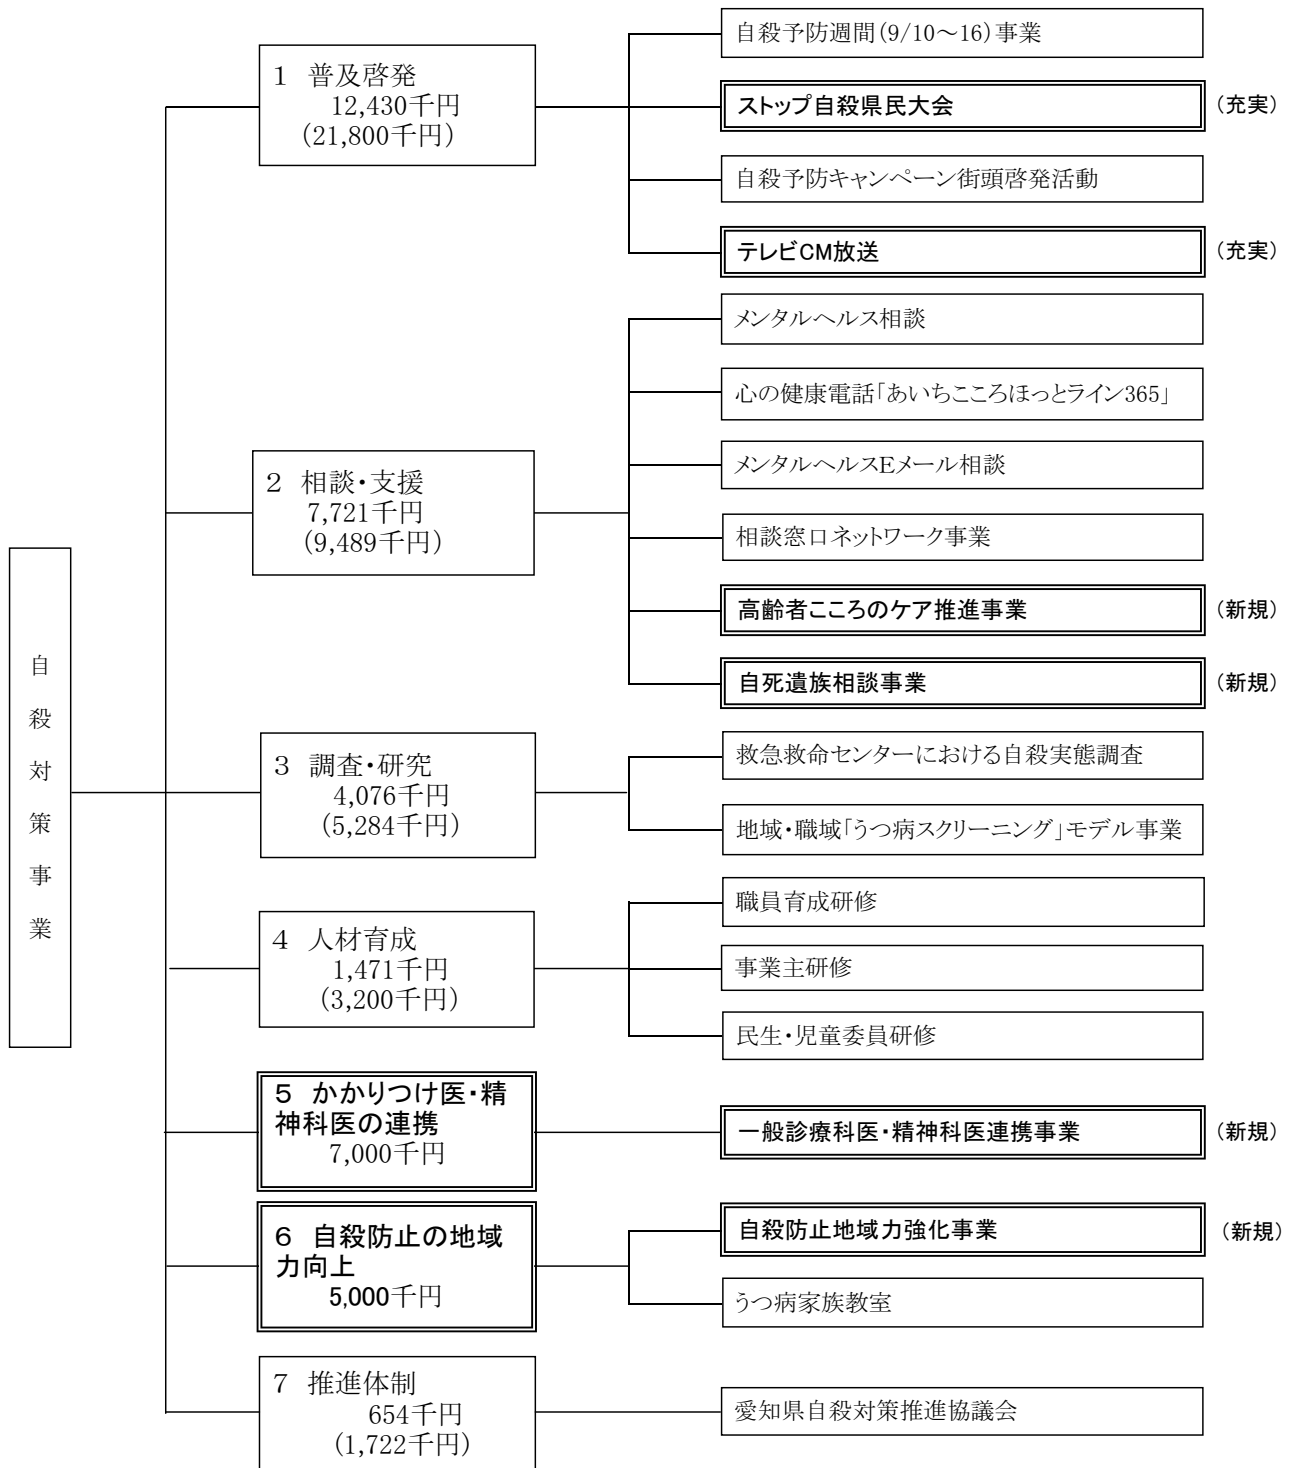 自殺対策事業
1 普及啓発
12,430千円
(21,800千円)
自殺予防週間(9/10～16)事業
ストップ自殺県民大会
(充実)
自殺予防キャンペーン街頭啓発活動
テレビCM放送
(充実)
2 相談・支援
7,721千円
(9,489千円)
メンタルヘルス相談
心の健康電話「あいちこころほっとライン365」
メンタルヘルスEメール相談
相談窓口ネットワーク事業
高齢者こころのケア推進事業
(新規)
自死遺族相談事業
(新規)
3 調査・研究
4,076千円
(5,284千円)
救急救命センターにおける自殺実態調査
地域・職域「うつ病スクリーニング」モデル事業
4 人材育成
1,471千円
(3,200千円)
職員育成研修
事業主研修
民生・児童委員研修
5 かかりつけ医・精
神科医の連携
7,000千円
一般診療科医・精神科医連携事業
(新規)
6 自殺防止の地域
力向上
5,000千円
自殺防止地域力強化事業
(新規)
うつ病家族教室
7 推進体制
654千円
(1,722千円)
愛知県自殺対策推進協議会